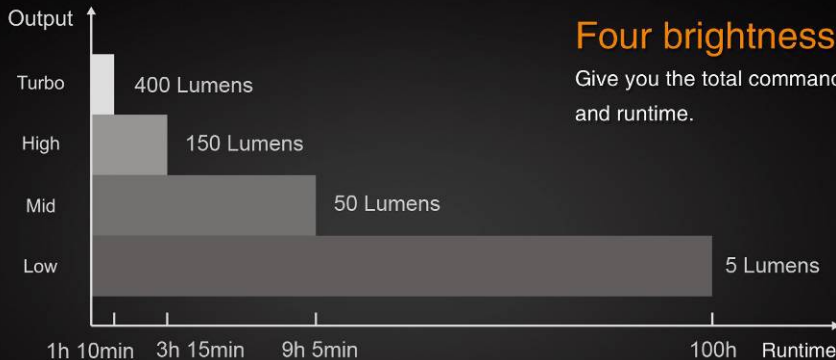 Output
Four brightness
Give you the total command
and runtime.
Turbo 400 Lumens
High 150 Lumens
Mid 50 Lumens
Low 5 Lumens
1h 10min 3h 15min 9h 5min 100h Runtime